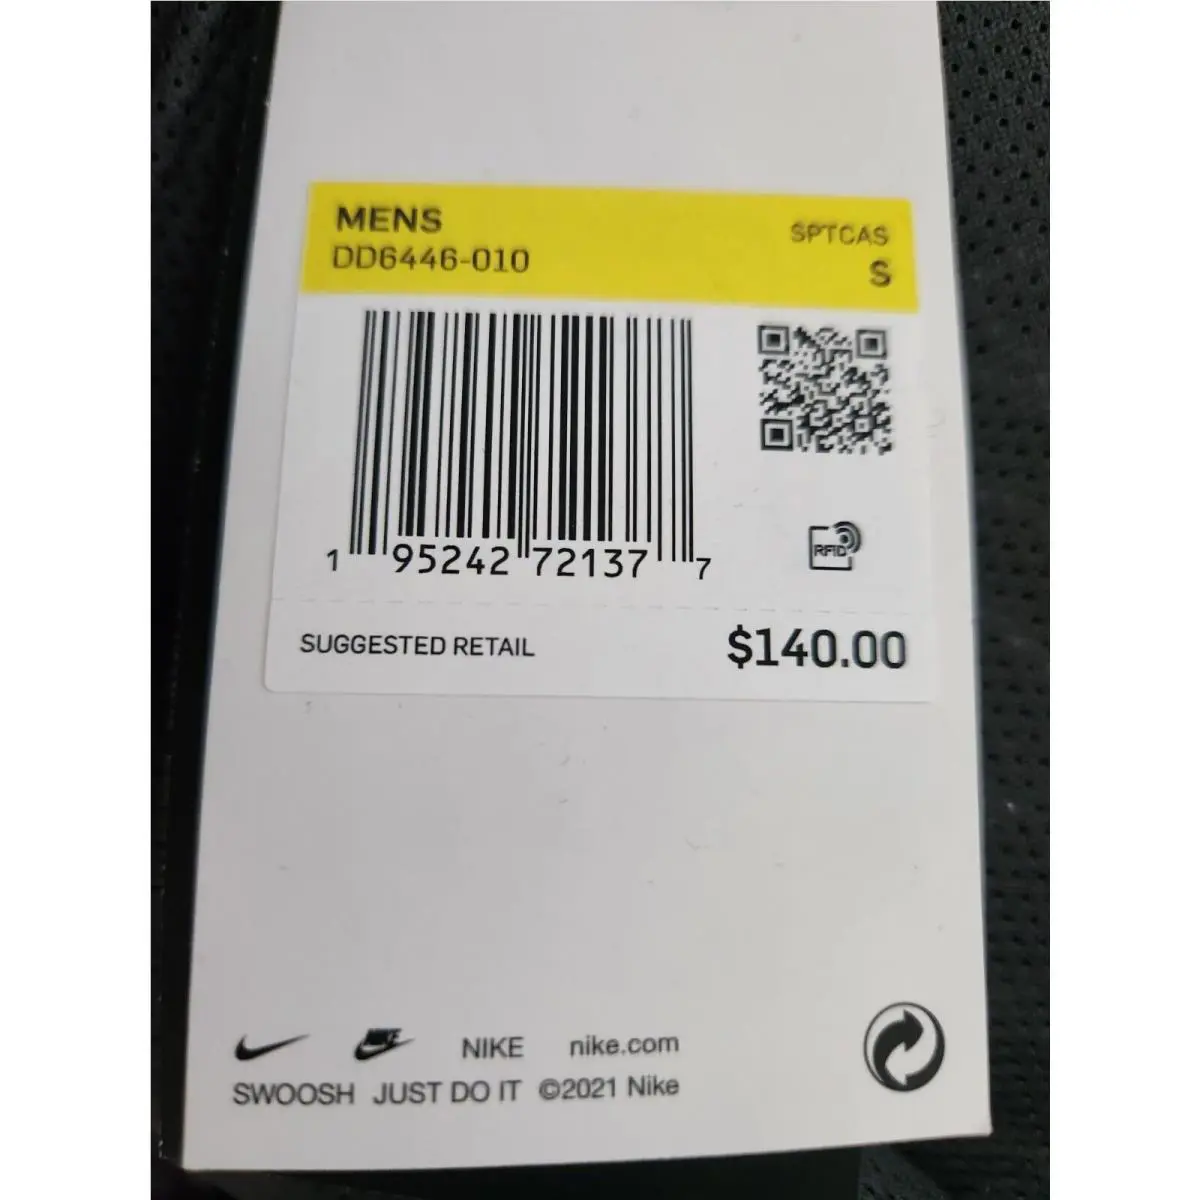 MENS
SPTCAS
DD6446-010
S
1 95242 72137 7
RFID
SUGGESTED RETAIL $140.00
NIKE nike.com
SWOOSH JUST DO IT ©2021 Nike